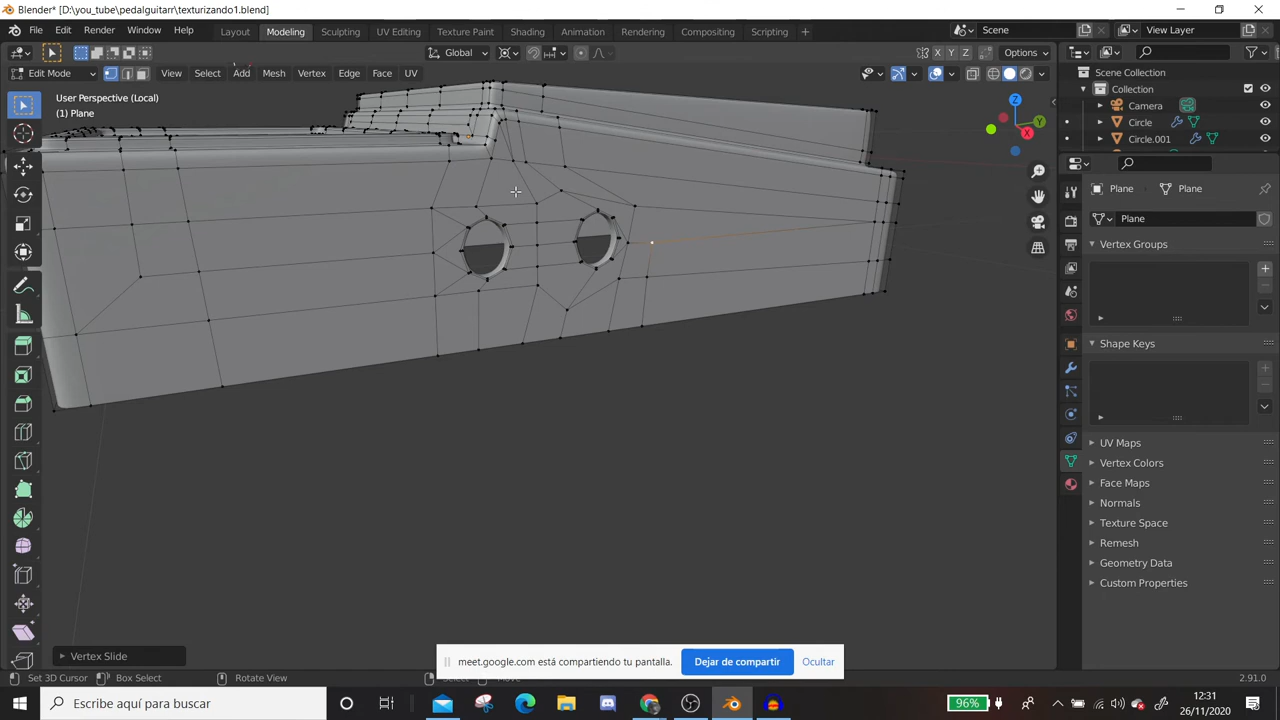 Blender* [D:\you_tube\pedalguitarr\texturizando1.blend]
File Edit Render Window Help Layout Modeling Sculpting UV Editing Texture Paint Shading Animation Rendering Compositing Scripting + Scene View Layer
Global X Y Z Options
Edit Mode View Select Add Mesh Vertex Edge Face UV
Scene Collection
Collection
Camera
Circle
Circle.001
User Perspective (Local)
(1) Plane
Z
Y
X
Plane Plane
Plane
Vertex Groups
Shape Keys
UV Maps
Vertex Colors
Face Maps
Normals
Texture Space
Remesh
Geometry Data
Custom Properties
Vertex Slide
meet.google.com está compartiendo tu pantalla. Dejar de compartir Ocultar
Set 3D Cursor Box Select Rotate View Select Move 2.91.0
Escribe aquí para buscar
96%
12:31
26/11/2020